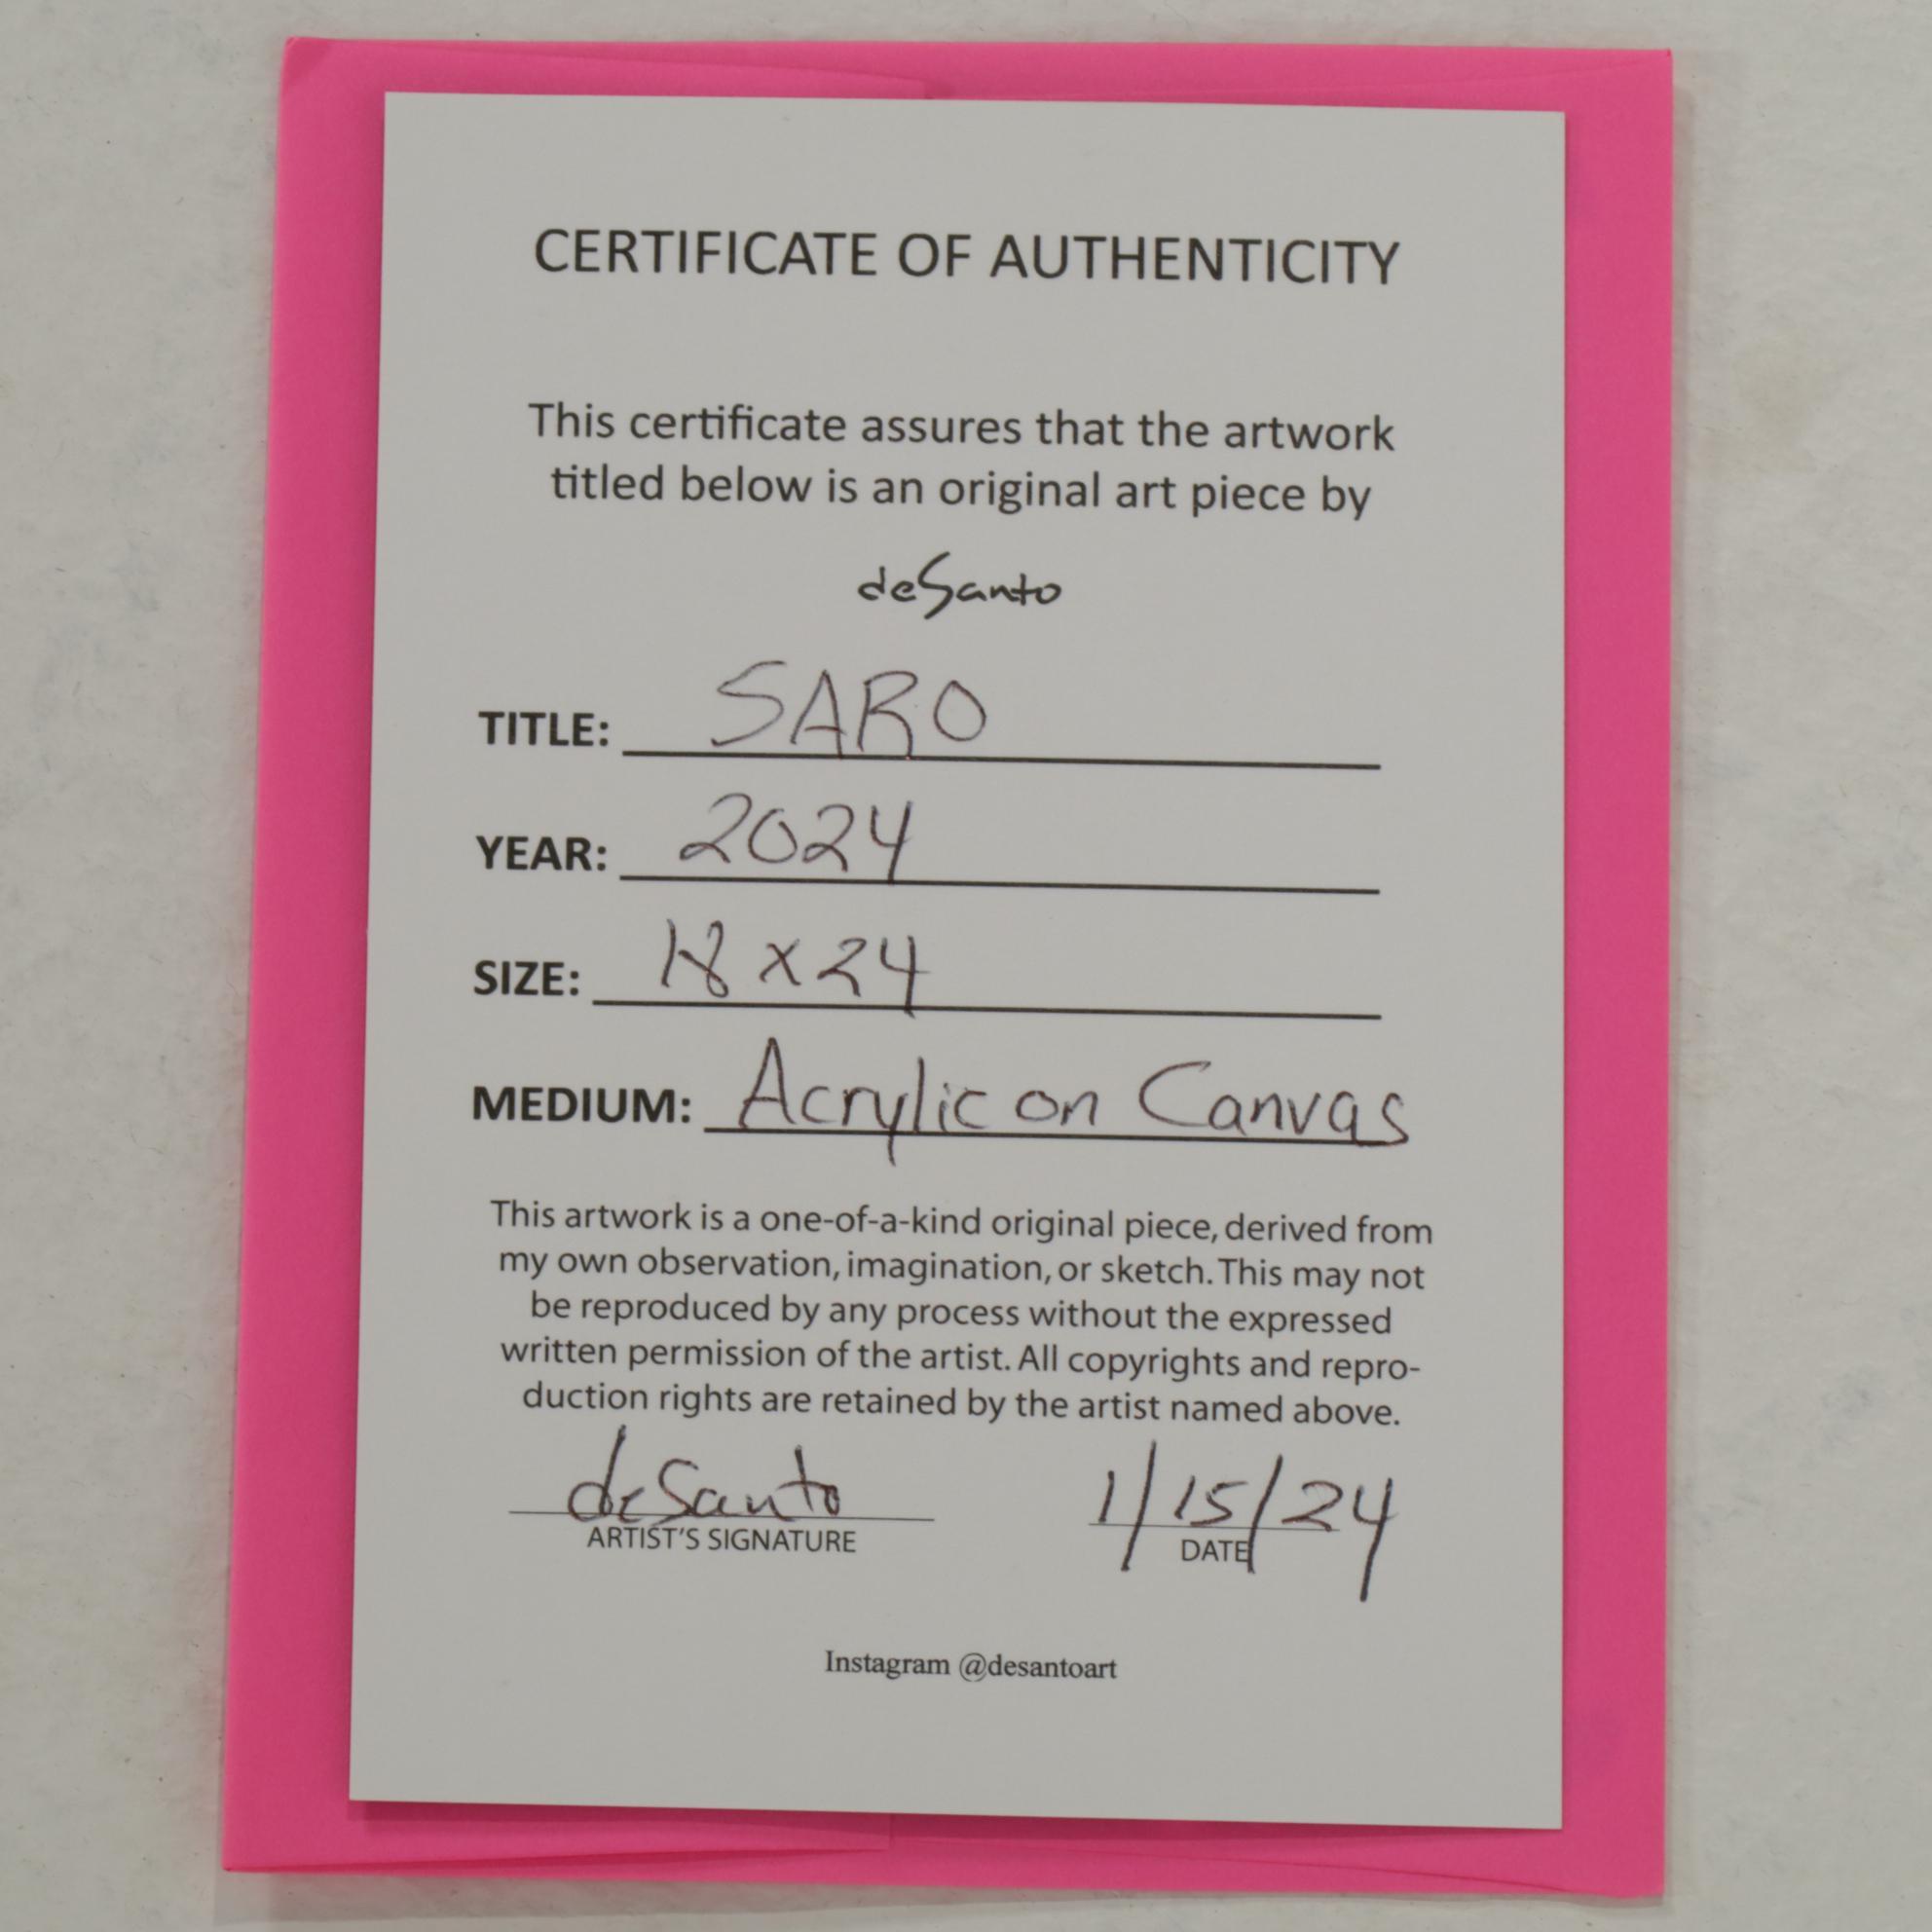 CERTIFICATE OF AUTHENTICITY
This certificate assures that the artwork
titled below is an original art piece by
deSanto
TITLE: SARO
YEAR: 2024
SIZE: 18 x 24
MEDIUM: Acrylic on Canvas
This artwork is a one-of-a-kind original piece, derived from
my own observation, imagination, or sketch. This may not
be reproduced by any process without the expressed
written permission of the artist. All copyrights and repro-
duction rights are retained by the artist named above.
deSanto 1/15/24
ARTIST'S SIGNATURE DATE
Instagram @desantoart